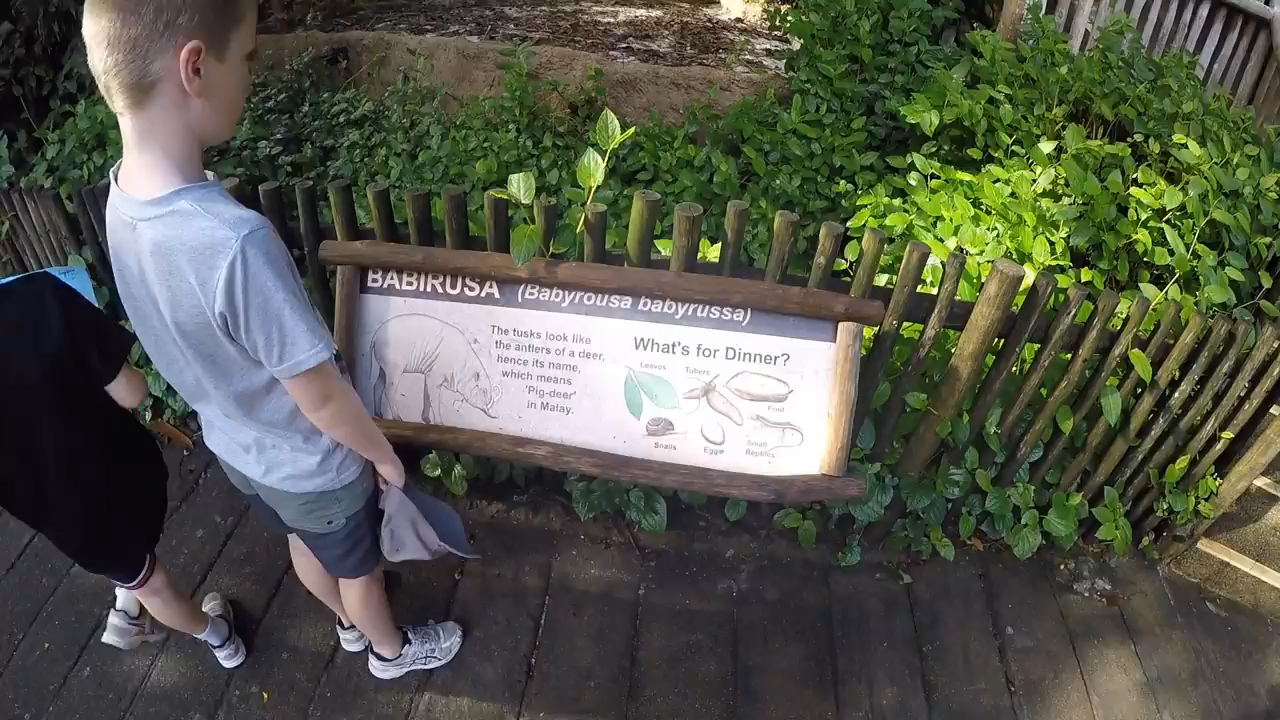 BABIRUSA (Babyrousa babyrussa)
The tusks look like
the antlers of a deer,
hence its name,
which means
'Pig-deer'
in Malay.
What's for Dinner?
Leaves
Tubers
Fruit
Snails
Eggs
Small
Reptiles